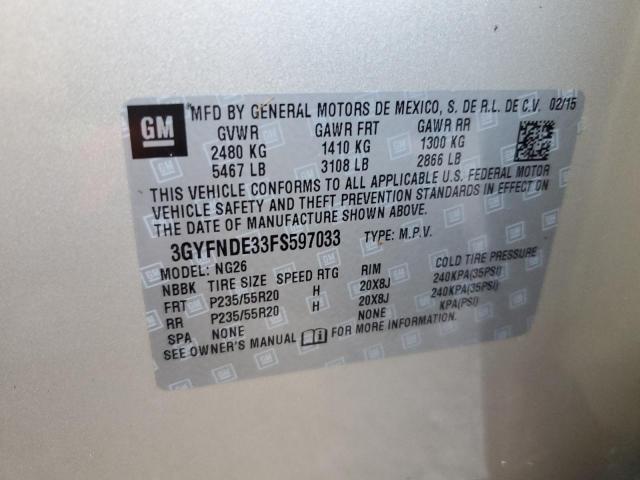 GM
MFD BY GENERAL MOTORS DE MEXICO, S. DE R.L. DE C.V. 02/15
GVWR GAWR FRT GAWR RR
2480 KG 1410 KG 1300 KG
5467 LB 3108 LB 2866 LB
THIS VEHICLE CONFORMS TO ALL APPLICABLE U.S. FEDERAL MOTOR
VEHICLE SAFETY AND THEFT PREVENTION STANDARDS IN EFFECT ON
THE DATE OF MANUFACTURE SHOWN ABOVE.
3GYFNDE33FS597033 TYPE: M.P.V.
MODEL: NG26
NBBK TIRE SIZE SPEED RTG RIM COLD TIRE PRESSURE
FRT P235/55R20 H 20X8J 240KPA(35PSI)
RR P235/55R20 H 20X8J 240KPA(35PSI)
SPA NONE NONE KPA(PSI)
SEE OWNER'S MANUAL FOR MORE INFORMATION.